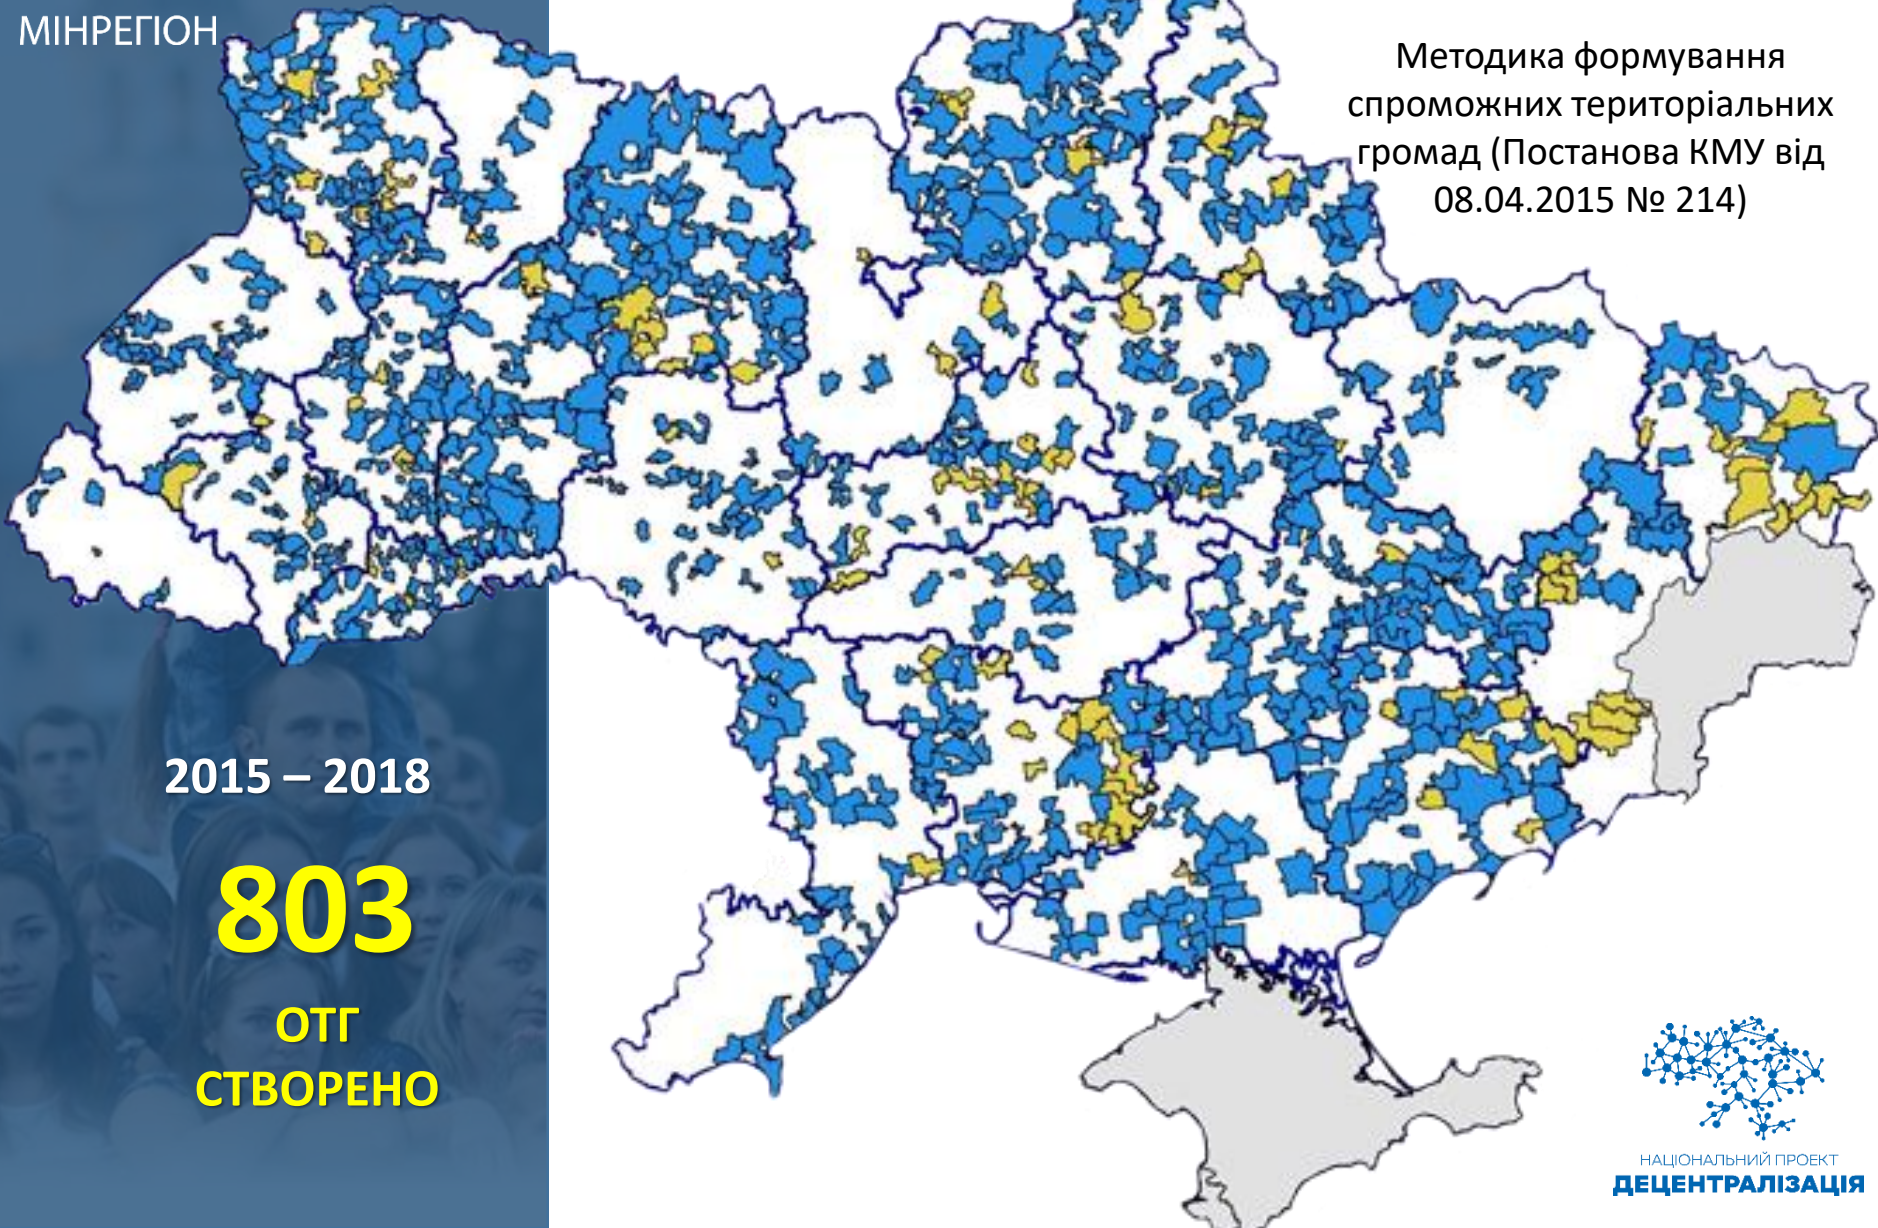 МІНРЕГІОН
Методика формування
спроможних територіальних
громад (Постанова КМУ від
08.04.2015 № 214)
2015 – 2018
803
ОТГ
СТВОРЕНО
НАЦІОНАЛЬНИЙ ПРОЕКТ
ДЕЦЕНТРАЛІЗАЦІЯ